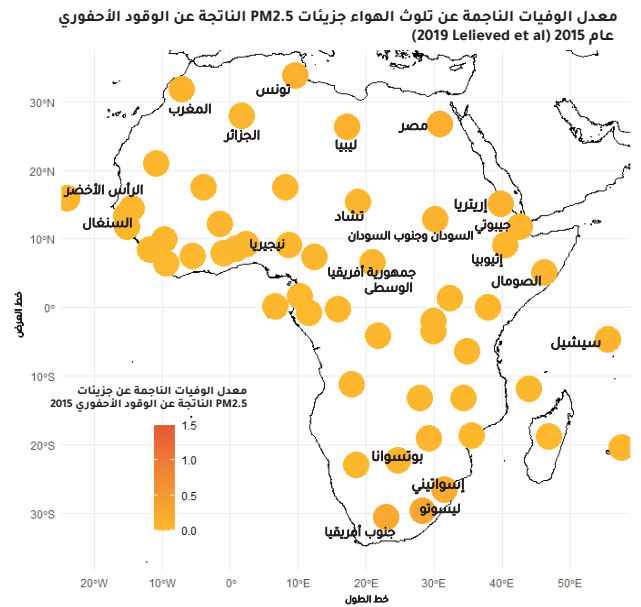 معدل الوفيات الناجمة عن تلوث الهواء جزيئات PM2.5 الناتجة عن الوقود الأحفوري
عام 2015 (2019 Lelieved et al)
تونس
المغرب
30°N
الجزائر
ليبيا
مصر
20°N
الرأس الأخضر
السنغال
تشاد
إريتريا
جيبوتي
السودان وجنوب السودان
10°N
نيجيريا
إثيوبيا
جمهورية أفريقيا
الوسطى
الصومال
خط العرض
0°
سيشيل
10°S
معدل الوفيات الناجمة عن جزيئات
PM2.5 الناتجة عن الوقود الأحفوري 2015
1.5
1.0
0.5
0.0
20°S
بوتسوانا
إسواتيني
ليسوتو
30°S
جنوب أفريقيا
20°W
10°W
0°
10°E
20°E
30°E
40°E
50°E
خط الطول